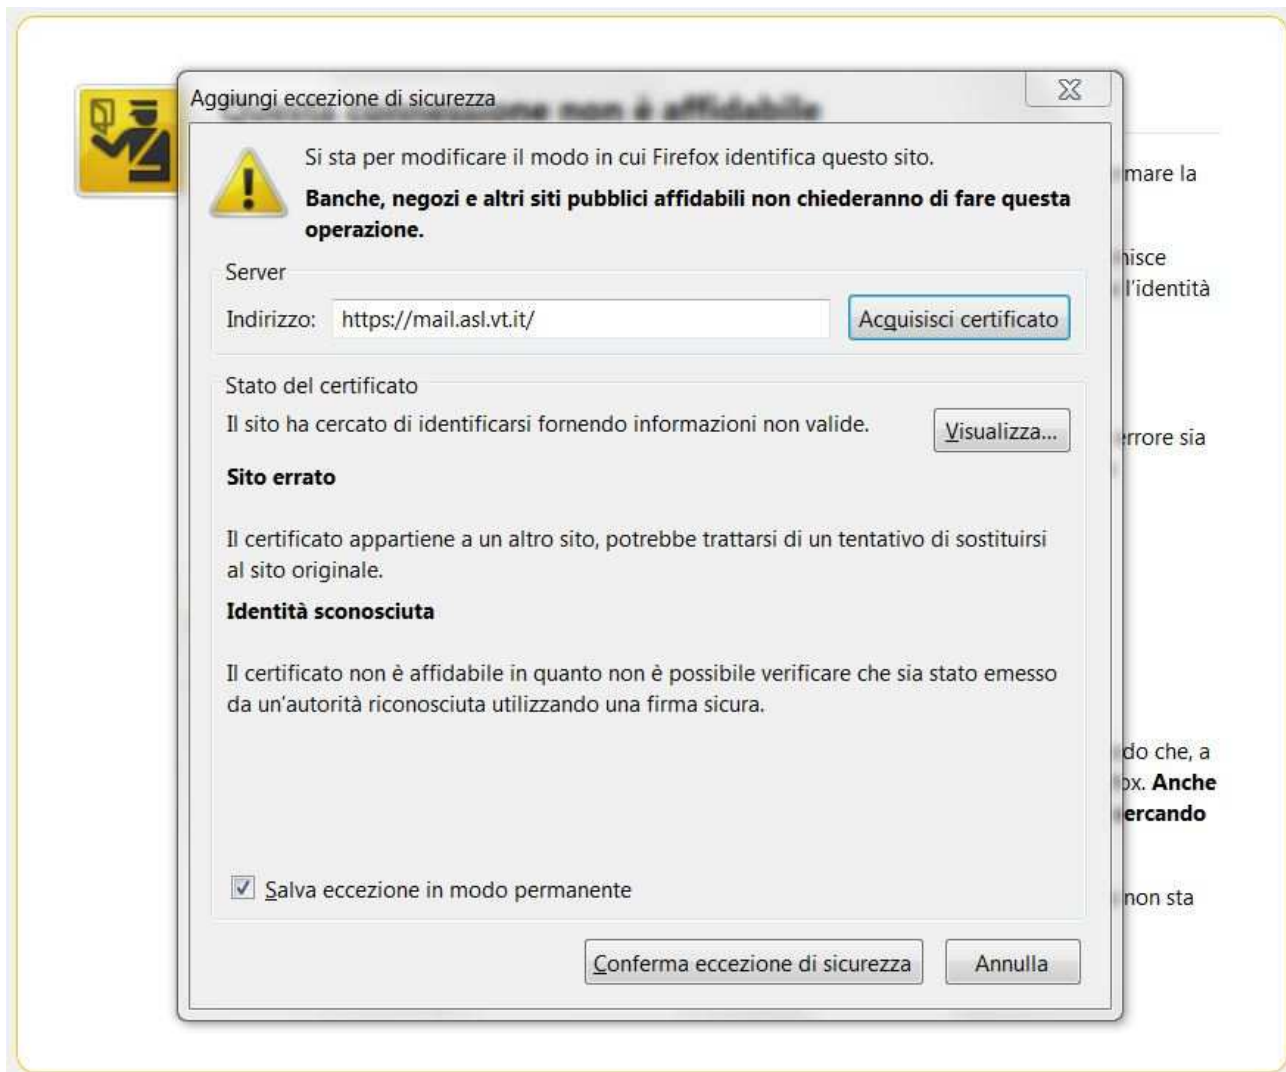 Aggiungi eccezione di sicurezza
Questa connessione non è affidabile
Si sta per modificare il modo in cui Firefox identifica questo sito.
Banche, negozi e altri siti pubblici affidabili non chiederanno di fare questa
operazione.
mare la
Server
nisce
l'identità
Indirizzo: https://mail.asl.vt.it/ Acquisisci certificato
Stato del certificato
Il sito ha cercato di identificarsi fornendo informazioni non valide. Visualizza...
errore sia
Sito errato
Il certificato appartiene a un altro sito, potrebbe trattarsi di un tentativo di sostituirsi
al sito originale.
Identità sconosciuta
Il certificato non è affidabile in quanto non è possibile verificare che sia stato emesso
da un'autorità riconosciuta utilizzando una firma sicura.
do che, a
ox. Anche
ercando
Salva eccezione in modo permanente
non sta
Conferma eccezione di sicurezza Annulla